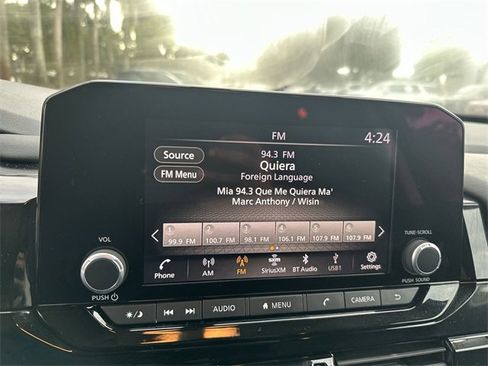 FM
4:24
Source
94.3 FM
Quiera
FM Menu
Foreign Language
Mia 94.3 Que Me Quiera Ma'
Marc Anthony / Wisin
99.9 FM 100.7 FM 98.1 FM 106.1 FM 107.9 FM 107.9 FM
Phone AM FM SiriusXM BT Audio USB1 Settings
VOL
PUSH
TUNE·SCROLL
PUSH SOUND
AUDIO MENU CAMERA